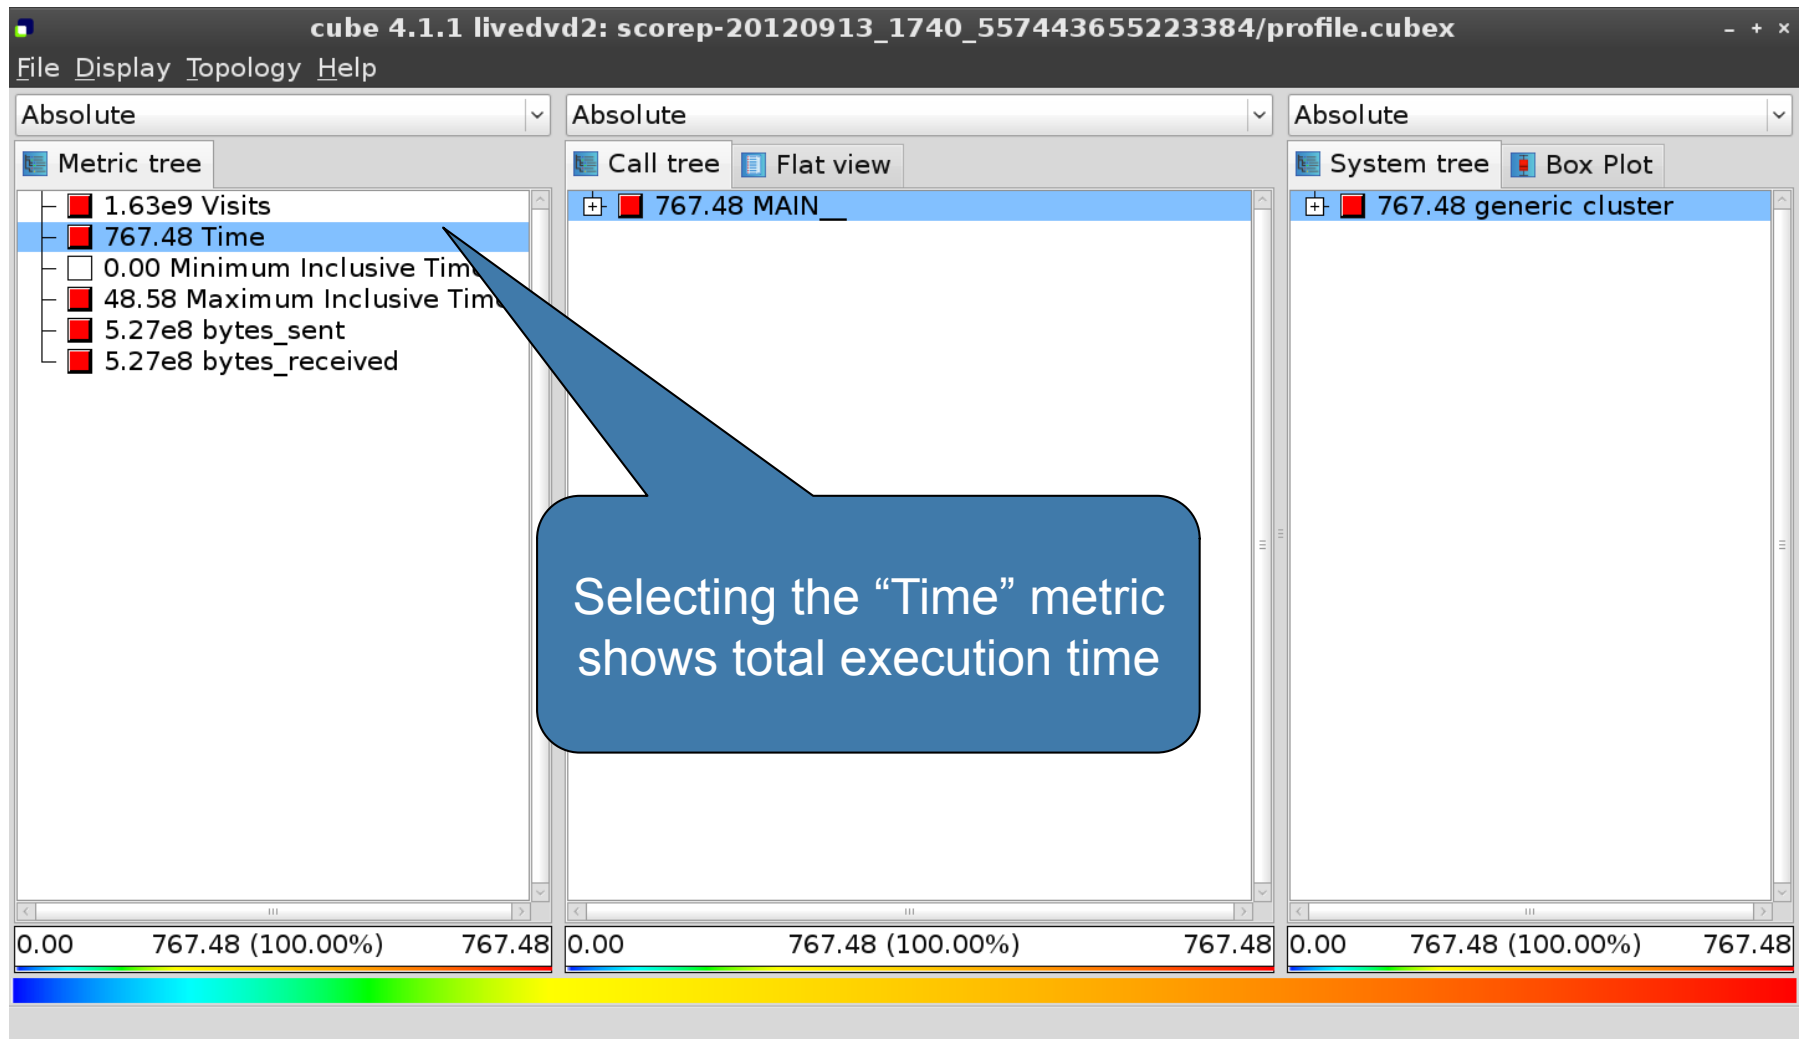 cube 4.1.1 livedvd2: scorep-20120913_1740_557443655223384/profile.cubex
File Display Topology Help
Absolute
Metric tree
1.63e9 Visits
767.48 Time
0.00 Minimum Inclusive Time
48.58 Maximum Inclusive Time
5.27e8 bytes_sent
5.27e8 bytes_received
0.00 767.48 (100.00%) 767.48
Absolute
Call tree Flat view
767.48 MAIN__
0.00 767.48 (100.00%) 767.48
Absolute
System tree Box Plot
767.48 generic cluster
0.00 767.48 (100.00%) 767.48
Selecting the “Time” metric
shows total execution time